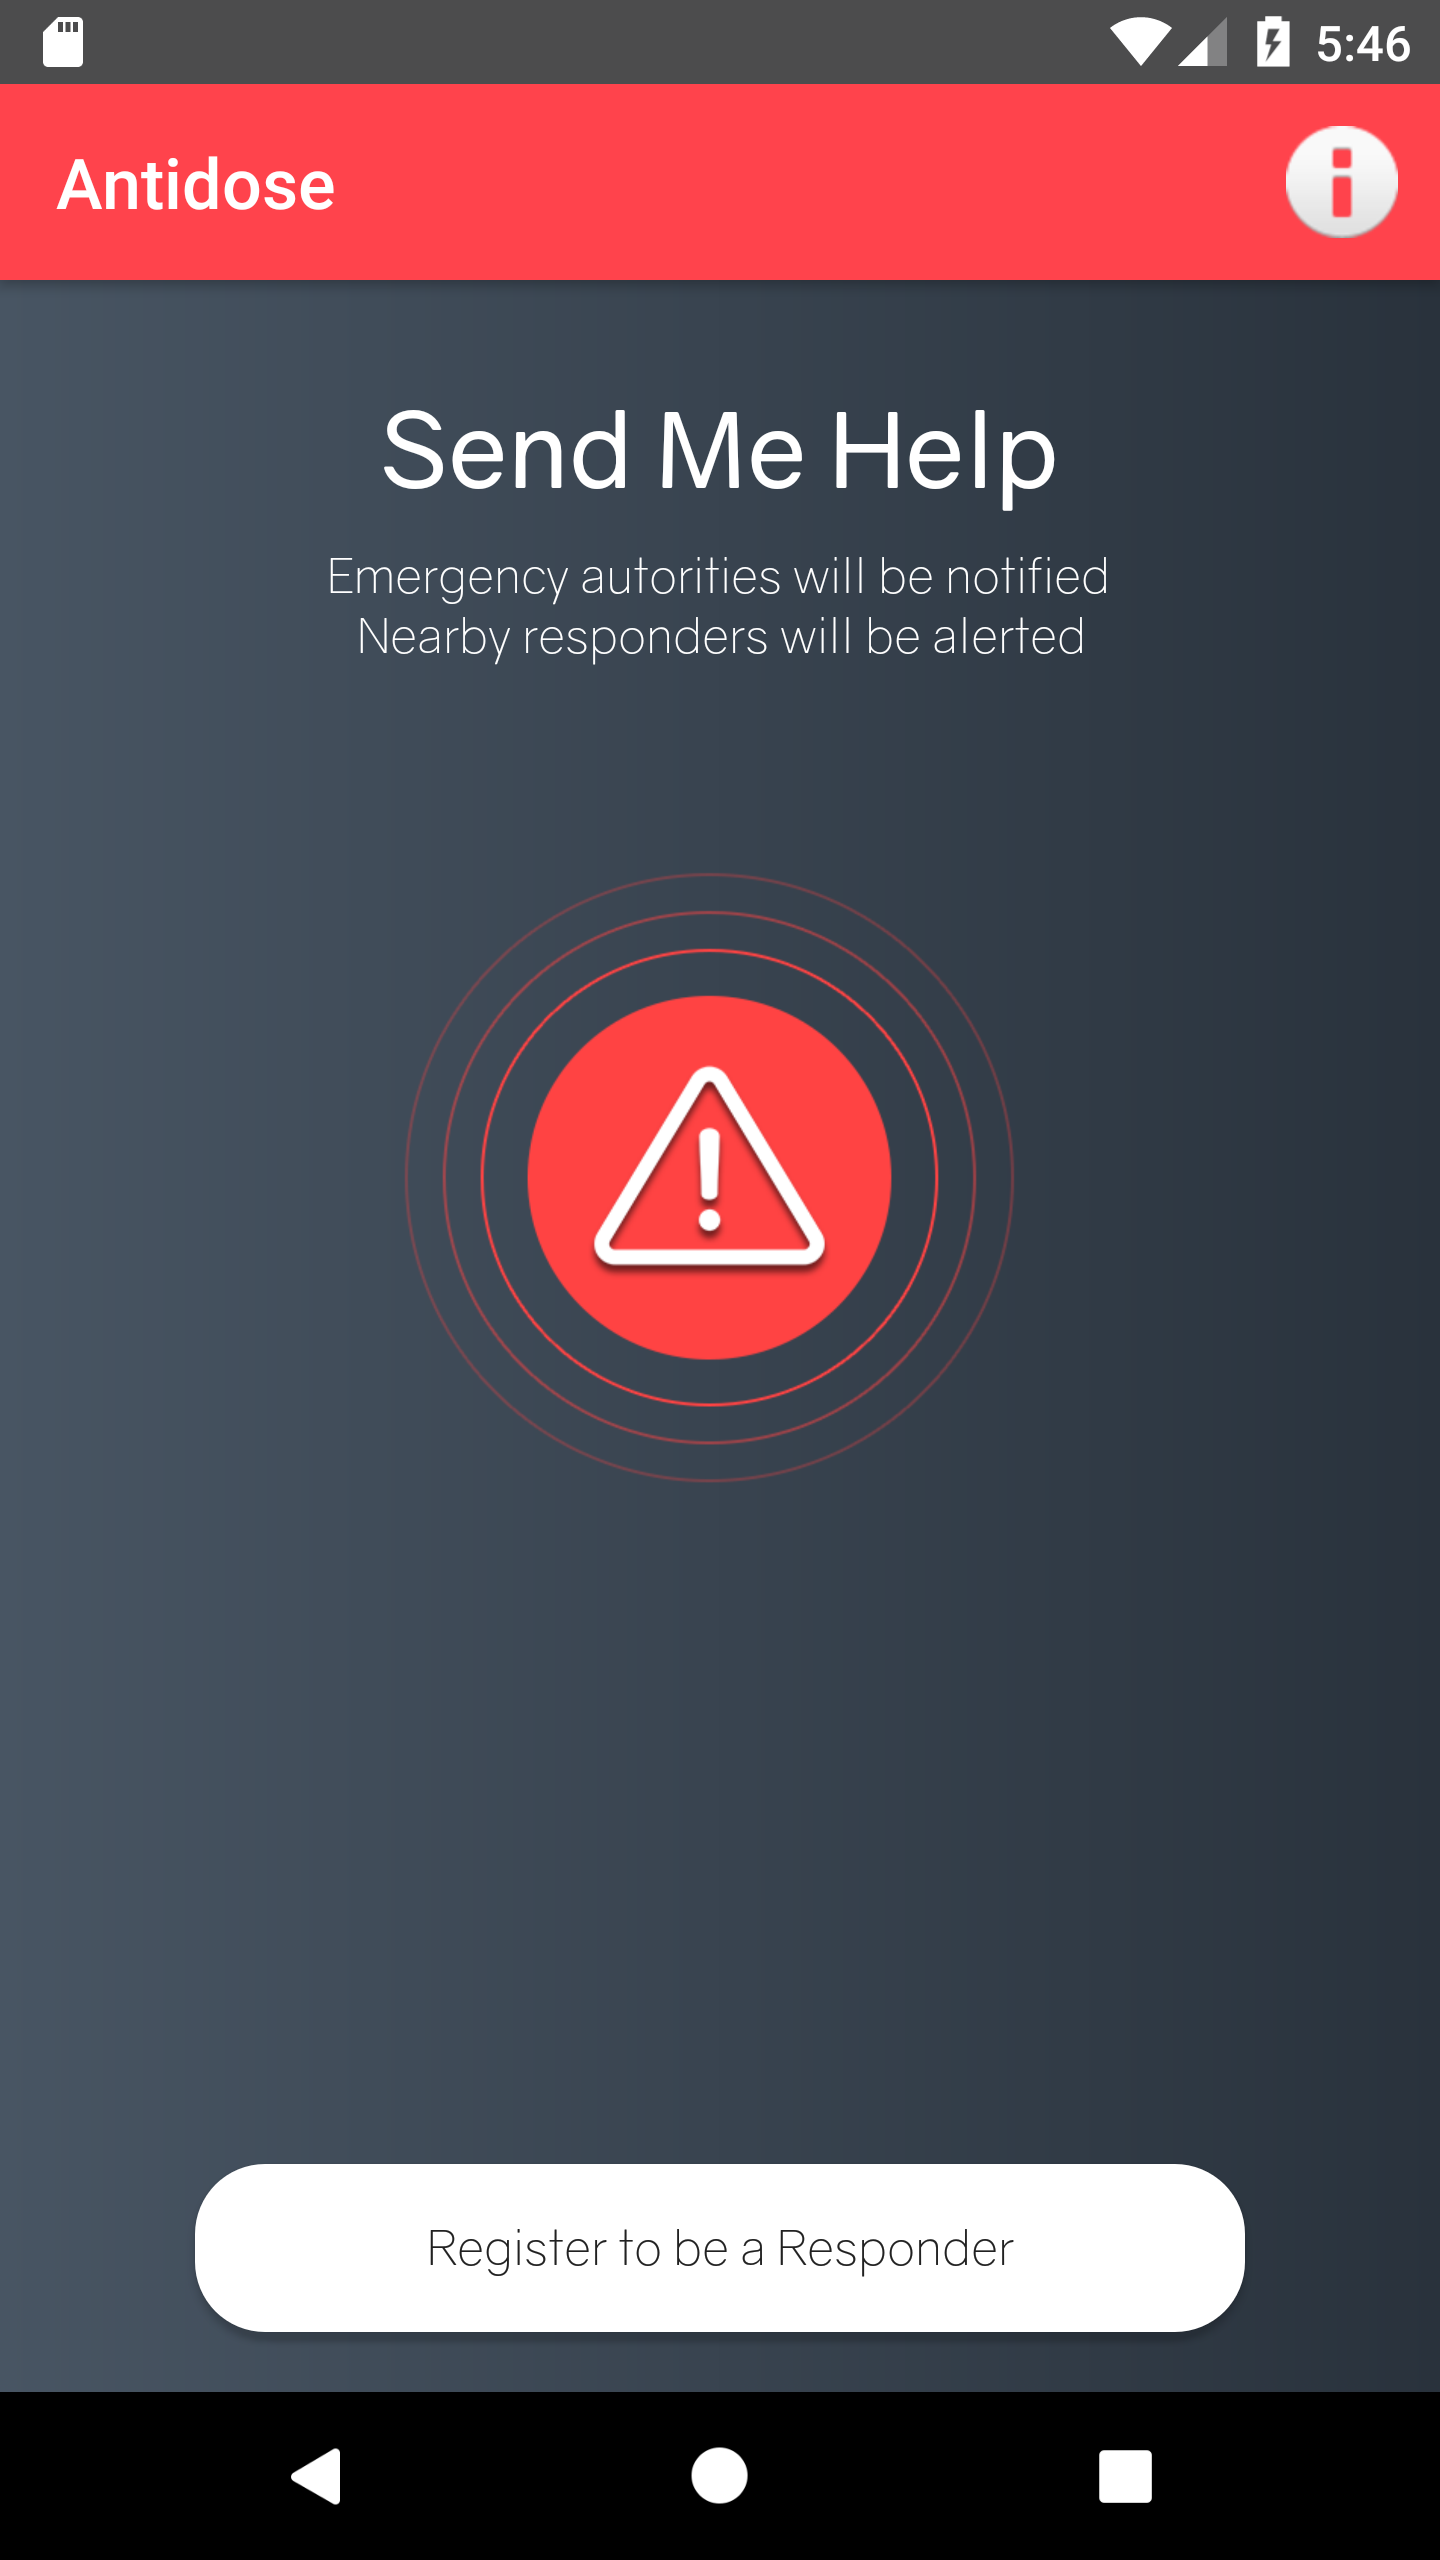 5:46
Antidose
Send Me Help
Emergency autorities will be notified
Nearby responders will be alerted
Register to be a Responder